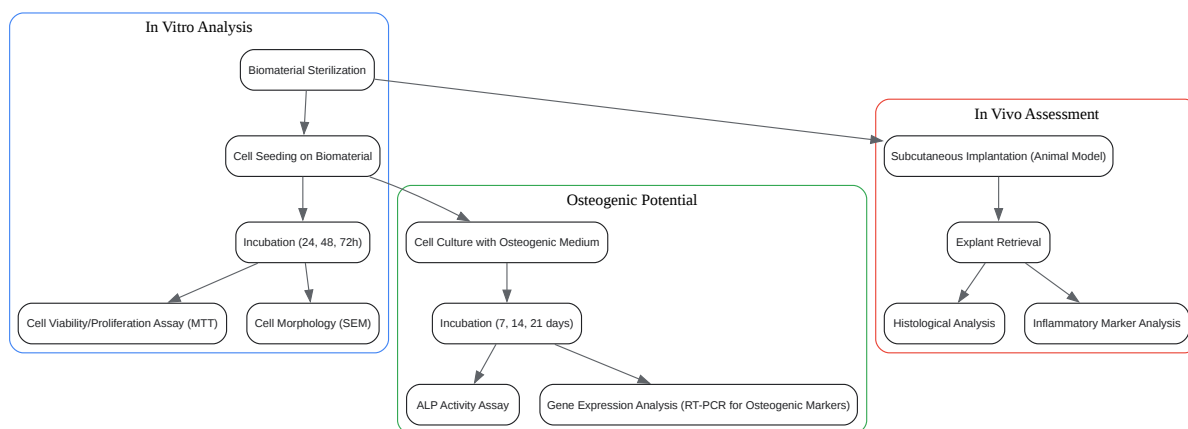 In Vitro Analysis
Biomaterial Sterilization
Cell Seeding on Biomaterial
Incubation (24, 48, 72h)
Cell Viability/Proliferation Assay (MTT)
Cell Morphology (SEM)
Osteogenic Potential
Cell Culture with Osteogenic Medium
Incubation (7, 14, 21 days)
ALP Activity Assay
Gene Expression Analysis (RT-PCR for Osteogenic Markers)
In Vivo Assessment
Subcutaneous Implantation (Animal Model)
Explant Retrieval
Histological Analysis
Inflammatory Marker Analysis